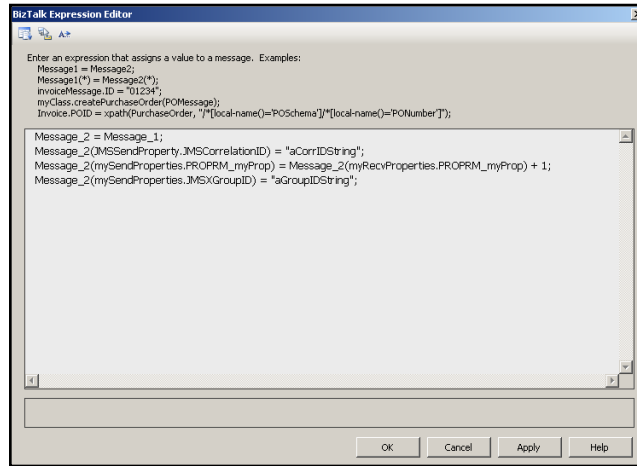 BizTalk Expression Editor
Enter an expression that assigns a value to a message. Examples:
Message1 = Message2;
Message1(*) = Message2(*);
invoiceMessage.ID = "01234";
myClass.createPurchaseOrder(POMessage);
Invoice.POID = xpath(PurchaseOrder, "/*[local-name()='POSchema']/*[local-name()='PONumber']");
Message_2 = Message_1;
Message_2(JMSSendProperty.JMSCorrelationID) = "aCorrIDString";
Message_2(mySendProperties.PROPRM_myProp) = Message_2(myRecvProperties.PROPRM_myProp) + 1;
Message_2(mySendProperties.JMSXGroupID) = "aGroupIDString";
OK Cancel Apply Help